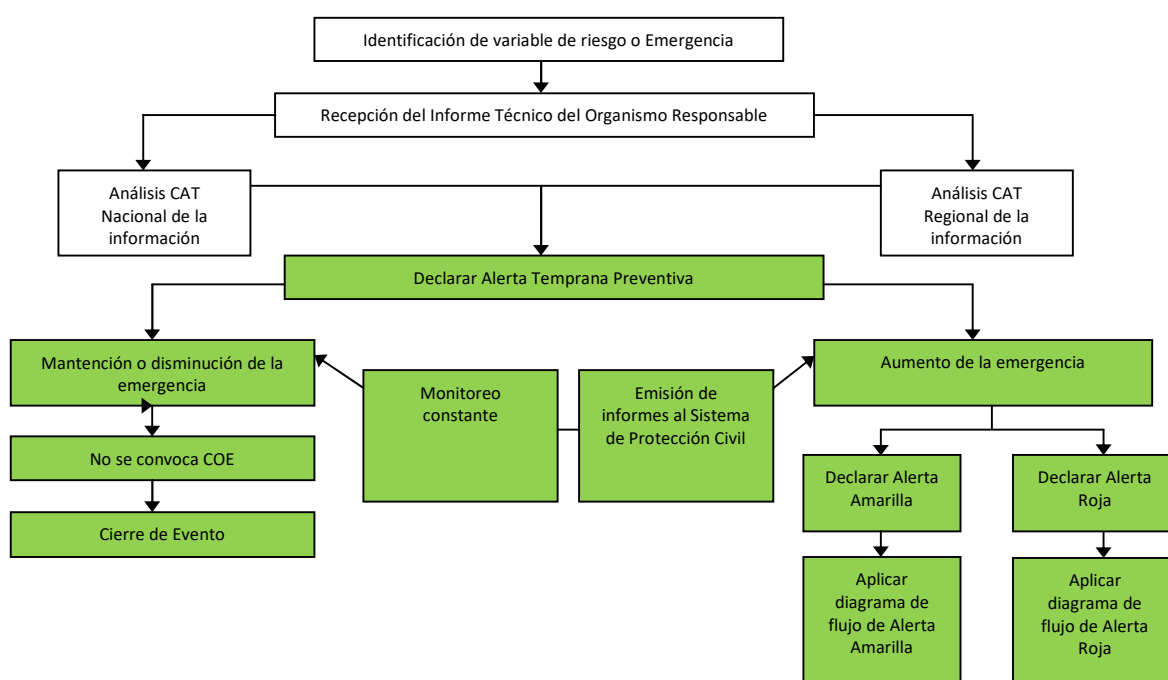 Identificación de variable de riesgo o Emergencia
Recepción del Informe Técnico del Organismo Responsable
Análisis CAT
Nacional de la
información
Análisis CAT
Regional de la
información
Declarar Alerta Temprana Preventiva
Mantención o disminución de la
emergencia
Monitoreo
constante
Emisión de
informes al Sistema
de Protección Civil
Aumento de la emergencia
No se convoca COE
Cierre de Evento
Declarar Alerta
Amarilla
Declarar Alerta
Roja
Aplicar
diagrama de
flujo de Alerta
Amarilla
Aplicar
diagrama de
flujo de Alerta
Roja